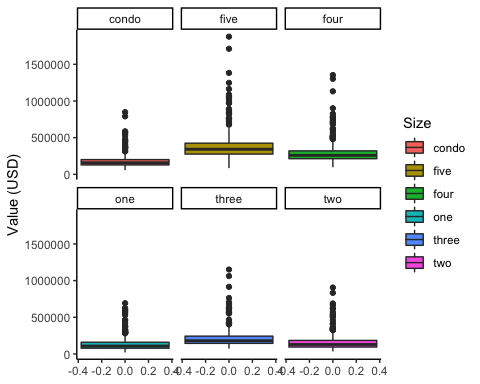 condo five four
1500000
1000000
500000
0
one three two
1500000
1000000
500000
0
-0.4 -0.2 0.0 0.2 0.4 -0.4 -0.2 0.0 0.2 0.4 -0.4 -0.2 0.0 0.2 0.4
Value (USD)
Size
condo
five
four
one
three
two